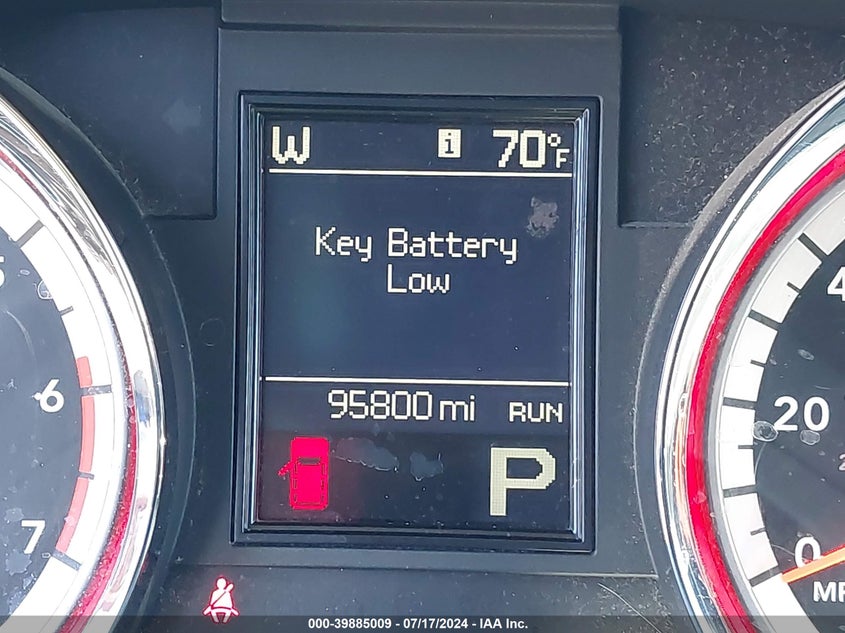 W i 70°F
Key Battery
Low
95800 mi RUN
P
5
6
7
4
20
0
MP
000-39885009 - 07/17/2024 - IAA Inc.